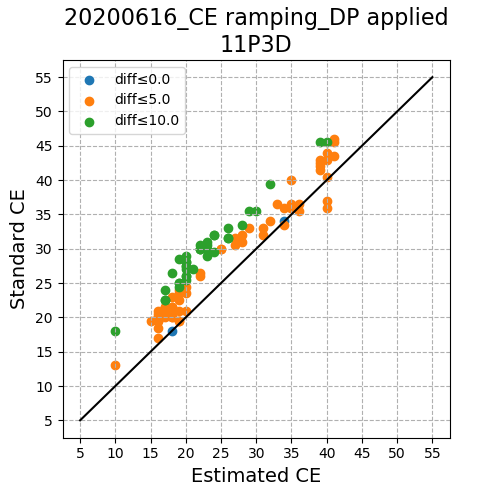 20200616_CE ramping_DP applied
11P3D
diff≤0.0
diff≤5.0
diff≤10.0
Standard CE
55
50
45
40
35
30
25
20
15
10
5
5 10 15 20 25 30 35 40 45 50 55
Estimated CE